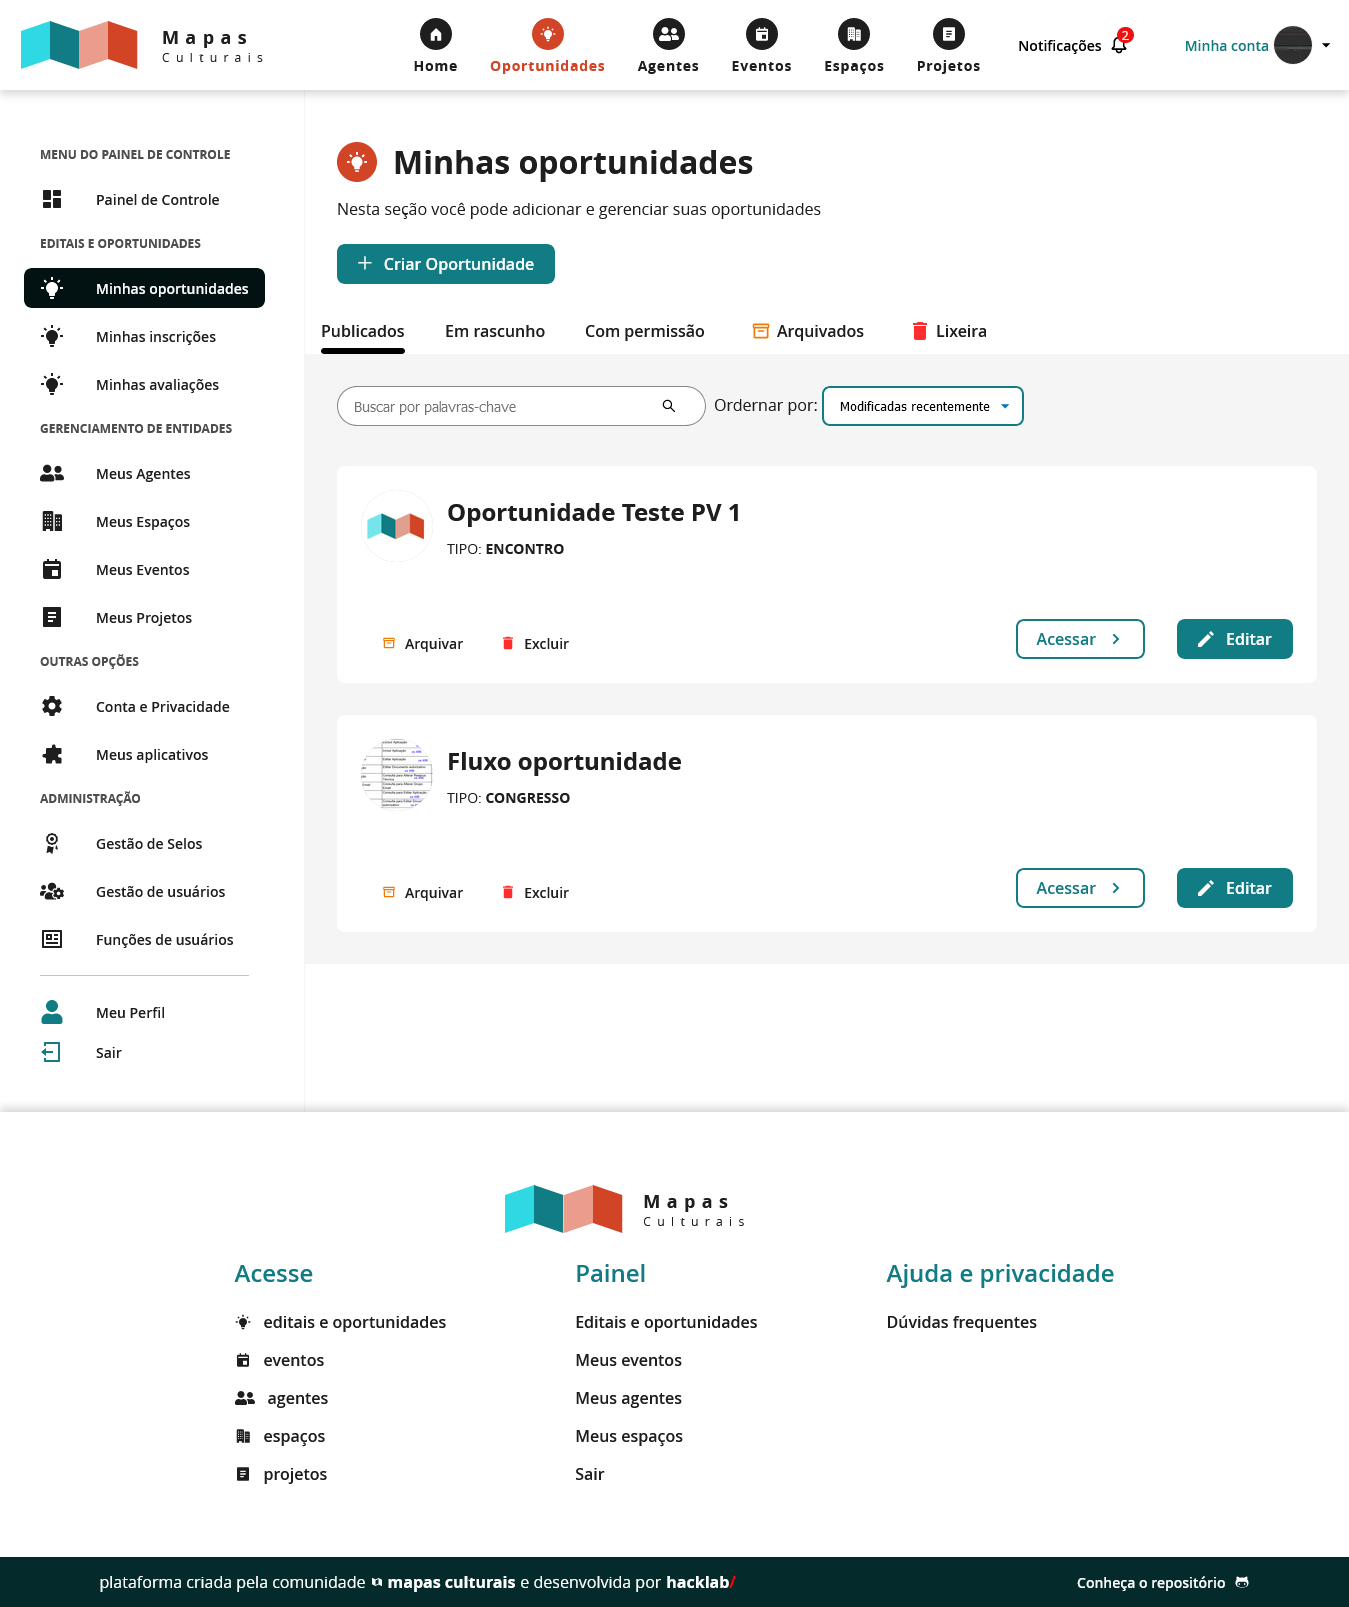 Mapas
Culturais
Home
Oportunidades
Agentes
Eventos
Espaços
Projetos
Notificações 2
Minha conta
MENU DO PAINEL DE CONTROLE
Painel de Controle
EDITAIS E OPORTUNIDADES
Minhas oportunidades
Minhas inscrições
Minhas avaliações
GERENCIAMENTO DE ENTIDADES
Meus Agentes
Meus Espaços
Meus Eventos
Meus Projetos
OUTRAS OPÇÕES
Conta e Privacidade
Meus aplicativos
ADMINISTRAÇÃO
Gestão de Selos
Gestão de usuários
Funções de usuários
Meu Perfil
Sair
Minhas oportunidades
Nesta seção você pode adicionar e gerenciar suas oportunidades
Criar Oportunidade
Publicados
Em rascunho
Com permissão
Arquivados
Lixeira
Buscar por palavras-chave
Ordernar por:
Modificadas recentemente
Oportunidade Teste PV 1
TIPO: ENCONTRO
Arquivar
Excluir
Acessar
Editar
Fluxo oportunidade
TIPO: CONGRESSO
Arquivar
Excluir
Acessar
Editar
Mapas
Culturais
Acesse
editais e oportunidades
eventos
agentes
espaços
projetos
Painel
Editais e oportunidades
Meus eventos
Meus agentes
Meus espaços
Sair
Ajuda e privacidade
Dúvidas frequentes
plataforma criada pela comunidade mapas culturais e desenvolvida por hacklab/
Conheça o repositório